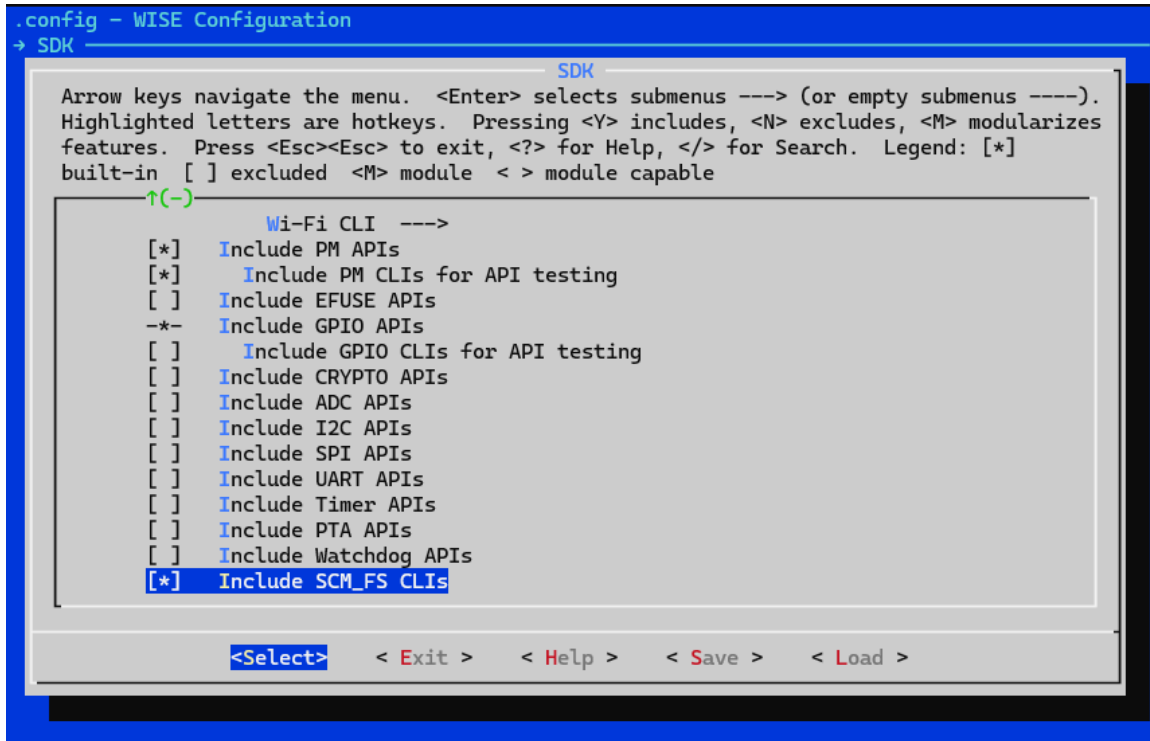 .config - WISE Configuration
→ SDK
SDK
Arrow keys navigate the menu.  <Enter> selects submenus ---> (or empty submenus ----).
Highlighted letters are hotkeys.  Pressing <Y> includes, <N> excludes, <M> modularizes
features.  Press <Esc><Esc> to exit, <?> for Help, </> for Search.  Legend: [*]
built-in  [ ] excluded  <M> module  < > module capable
↑(-)
Wi-Fi CLI  --->
[*]   Include PM APIs
[*]     Include PM CLIs for API testing
[ ]   Include EFUSE APIs
-*-   Include GPIO APIs
[ ]     Include GPIO CLIs for API testing
[ ]   Include CRYPTO APIs
[ ]   Include ADC APIs
[ ]   Include I2C APIs
[ ]   Include SPI APIs
[ ]   Include UART APIs
[ ]   Include Timer APIs
[ ]   Include PTA APIs
[ ]   Include Watchdog APIs
[*]   Include SCM_FS CLIs
<Select>    < Exit >    < Help >    < Save >    < Load >